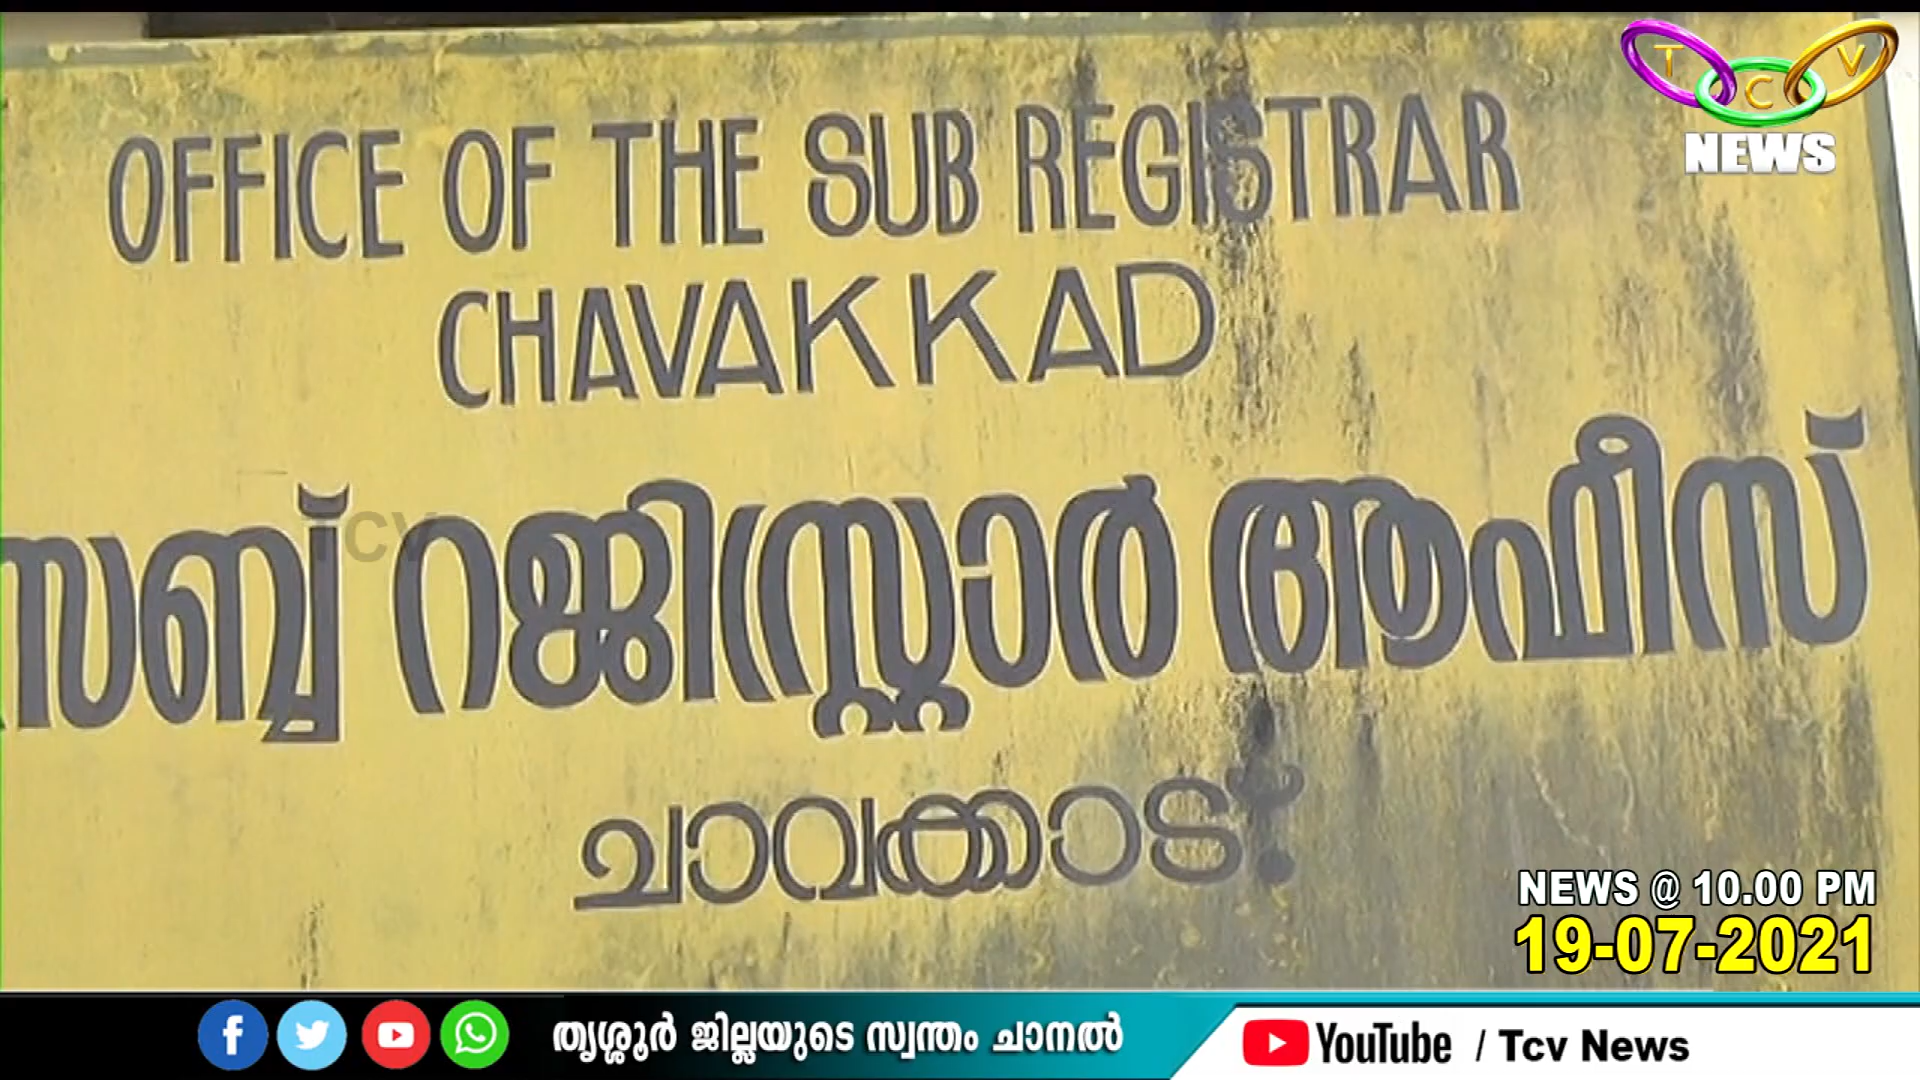 T C V
NEWS
OFFICE OF THE SUB REGISTRAR
CHAVAKKAD
സബ്ബ് റജിസ്ട്രാർ ആഫീസ്
TCV
ചാവക്കാട്.
NEWS @ 10.00 PM
19-07-2021
തൃശ്ശൂർ ജില്ലയുടെ സ്വന്തം ചാനൽ
YouTube / Tcv News